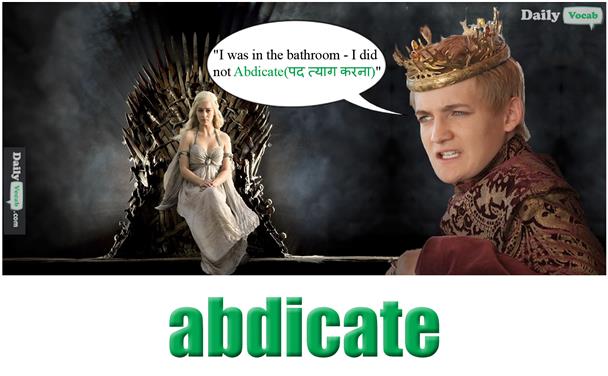 Daily Vocab
"I was in the bathroom - I did
not Abdicate(पद त्याग करना)"
Daily Vocab.com
abdicate